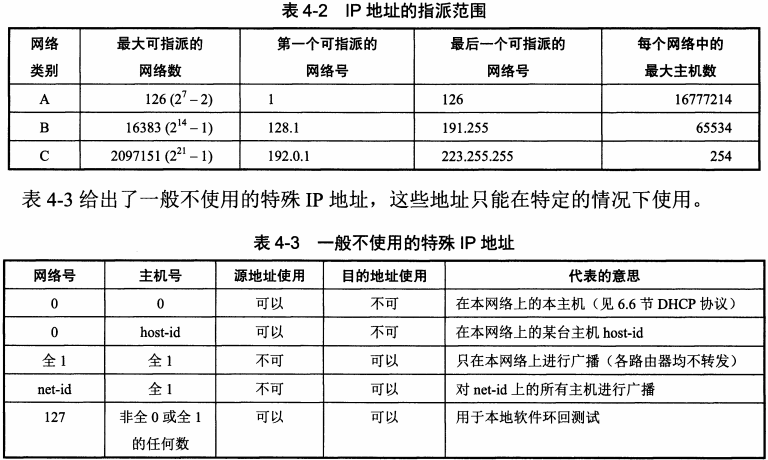 表 4-2 IP 地址的指派范围
网络类别 最大可指派的网络数 第一个可指派的网络号 最后一个可指派的网络号 每个网络中的最大主机数
A 126 (2⁷ – 2) 1 126 16777214
B 16383 (2¹⁴ – 1) 128.1 191.255 65534
C 2097151 (2²¹ – 1) 192.0.1 223.255.255 254
表 4-3 给出了一般不使用的特殊 IP 地址，这些地址只能在特定的情况下使用。
表 4-3 一般不使用的特殊 IP 地址
网络号 主机号 源地址使用 目的地址使用 代表的意思
0 0 可以 不可 在本网络上的本主机（见 6.6 节 DHCP 协议）
0 host-id 可以 不可 在本网络上的某台主机 host-id
全 1 全 1 不可 可以 只在本网络上进行广播（各路由器均不转发）
net-id 全 1 不可 可以 对 net-id 上的所有主机进行广播
127 非全 0 或全 1 的任何数 可以 可以 用于本地软件环回测试